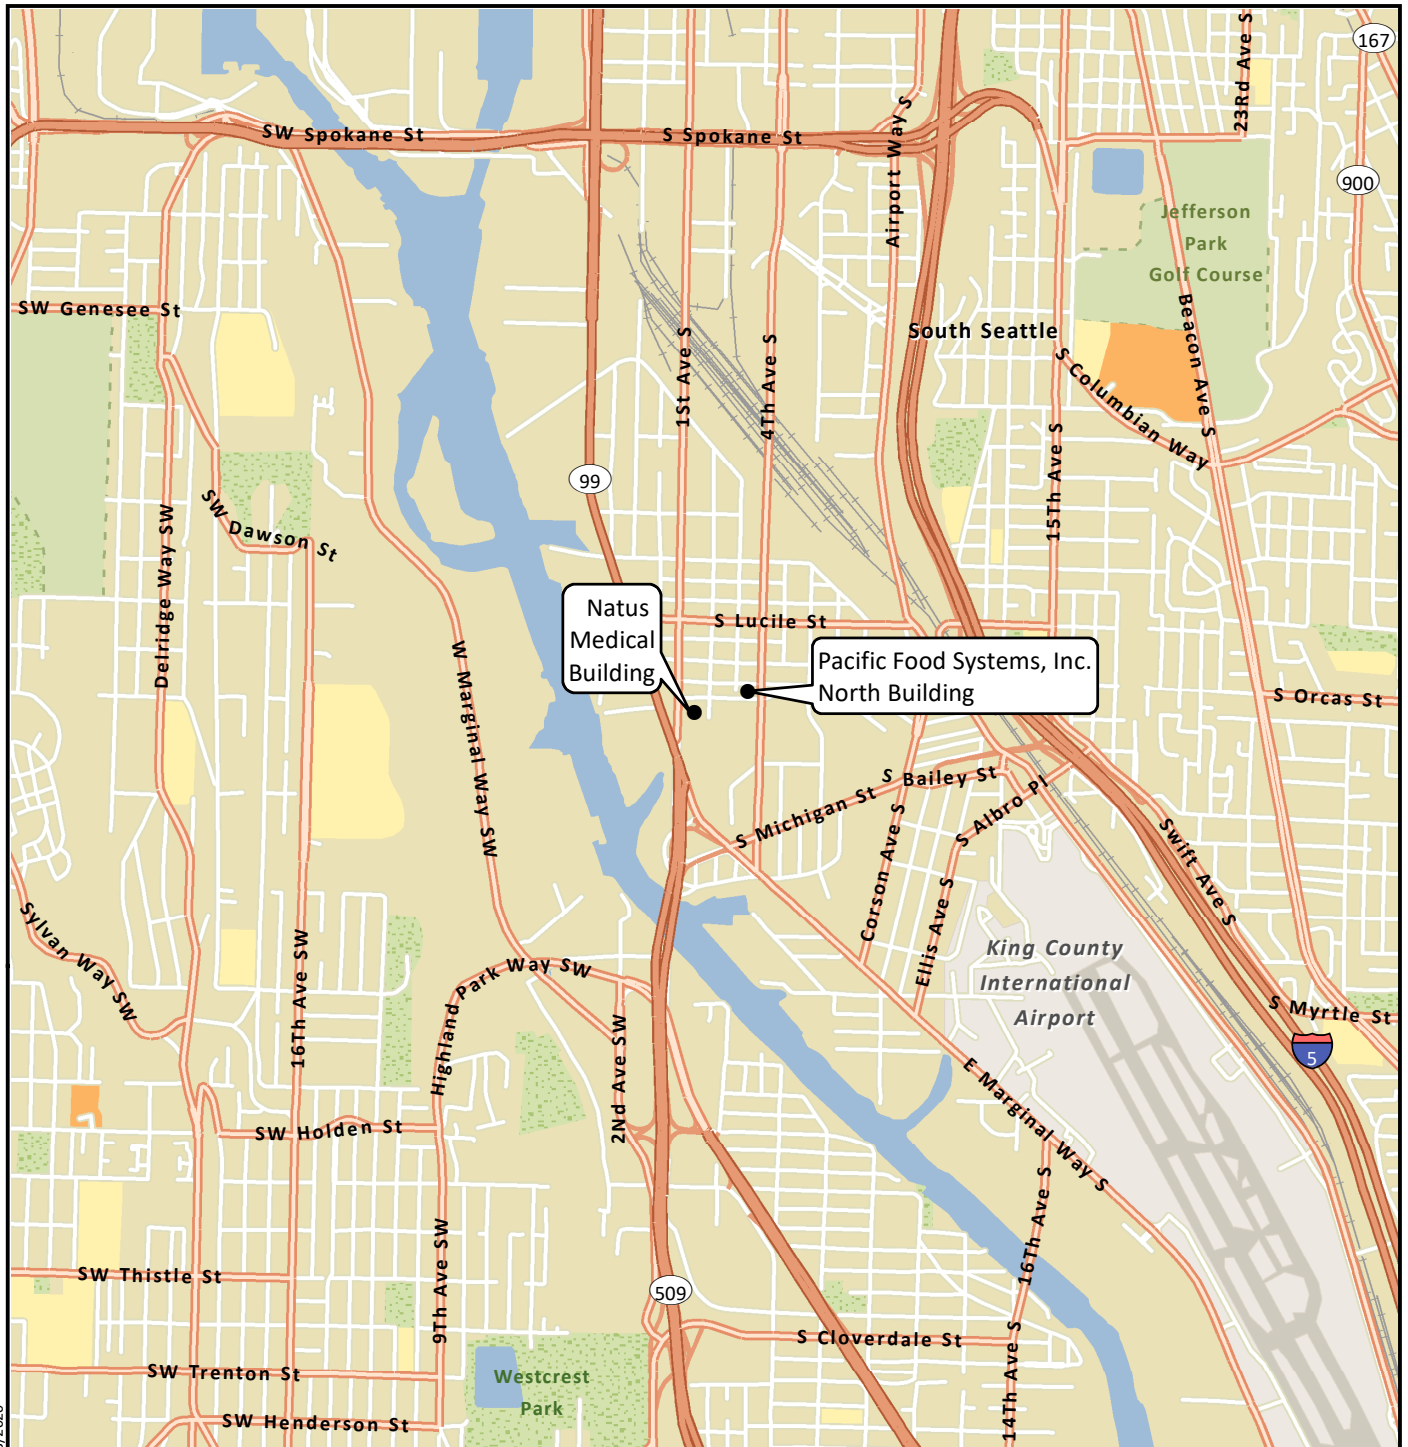 167
23Rd Ave S
SW Spokane St
S Spokane St
Airport Way S
900
Jefferson
Park
Golf Course
SW Genesee St
South Seattle
Beacon Ave S
1St Ave S
4Th Ave S
S Columbian Way
15Th Ave S
99
SW Dawson St
Delridge Way SW
Natus
Medical
Building
S Lucile St
Pacific Food Systems, Inc.
North Building
W Marginal Way SW
S Orcas St
S Bailey St
S Michigan St
S Albro Pl
Corson Ave S
Swift Ave S
Ellis Ave S
Sylvan Way SW
16Th Ave SW
Highland Park Way SW
King County
International
Airport
S Myrtle St
5
2Nd Ave SW
E Marginal Way S
SW Holden St
16Th Ave S
9Th Ave SW
SW Thistle St
509
S Cloverdale St
14Th Ave S
SW Trenton St
Westcrest
Park
SW Henderson St